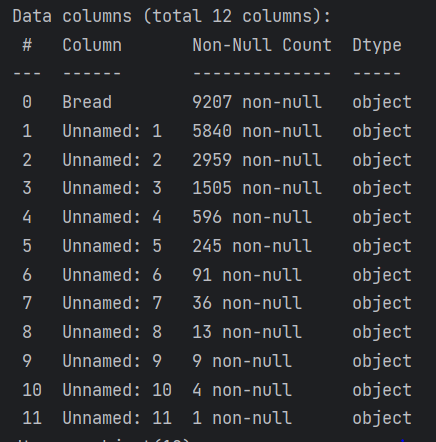 Data columns (total 12 columns):
#   Column       Non-Null Count  Dtype
---  ------       --------------  -----
0   Bread        9207 non-null   object
1   Unnamed: 1   5840 non-null   object
2   Unnamed: 2   2959 non-null   object
3   Unnamed: 3   1505 non-null   object
4   Unnamed: 4   596 non-null    object
5   Unnamed: 5   245 non-null    object
6   Unnamed: 6   91 non-null     object
7   Unnamed: 7   36 non-null     object
8   Unnamed: 8   13 non-null     object
9   Unnamed: 9   9 non-null      object
10  Unnamed: 10  4 non-null      object
11  Unnamed: 11  1 non-null      object